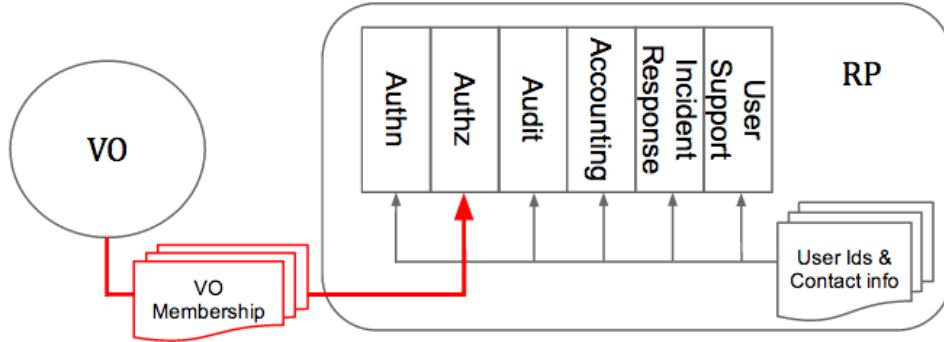 VO
VO
Membership
Authn
Authz
Audit
Accounting
Incident
Response
User
Support
RP
User Ids &
Contact info